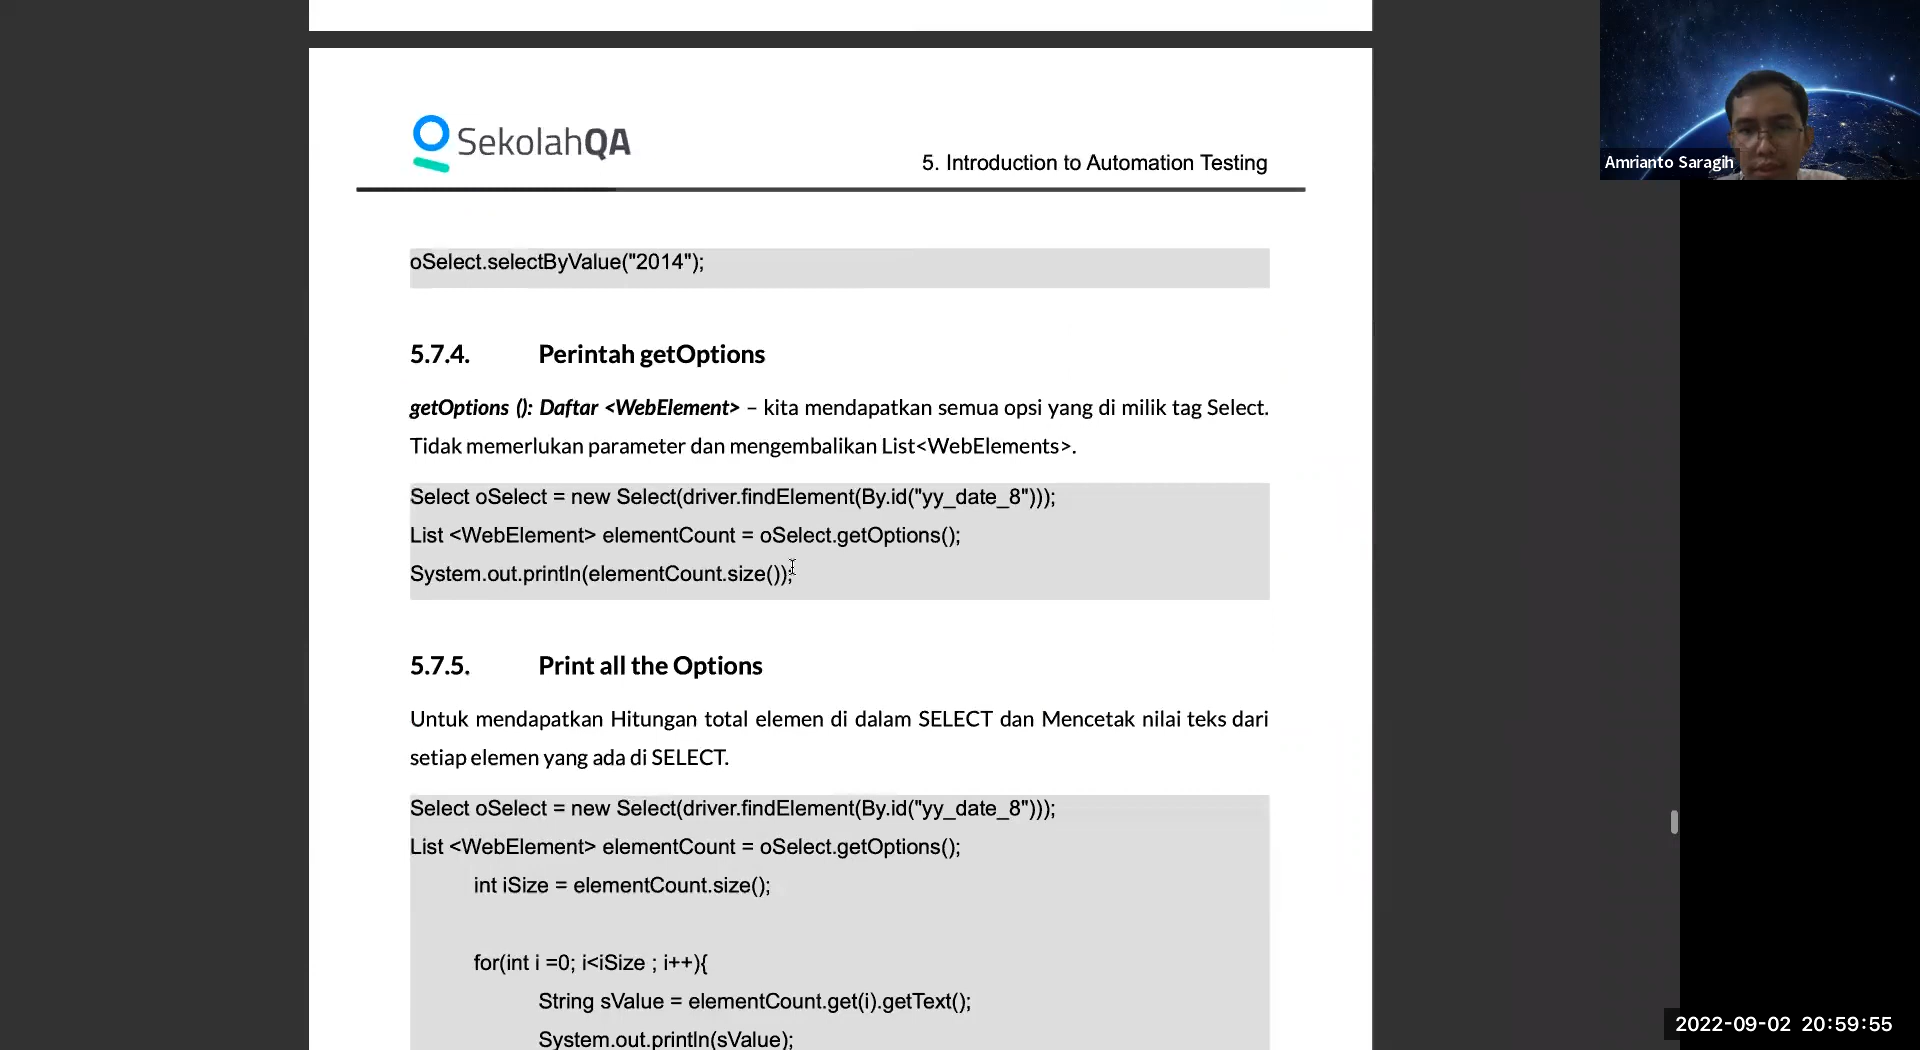 SekolahQA
5. Introduction to Automation Testing
Amrianto Saragih
oSelect.selectByValue("2014");
5.7.4. Perintah getOptions
getOptions (): Daftar <WebElement> – kita mendapatkan semua opsi yang di milik tag Select.
Tidak memerlukan parameter dan mengembalikan List<WebElements>.
Select oSelect = new Select(driver.findElement(By.id("yy_date_8")));
List <WebElement> elementCount = oSelect.getOptions();
System.out.println(elementCount.size());
5.7.5. Print all the Options
Untuk mendapatkan Hitungan total elemen di dalam SELECT dan Mencetak nilai teks dari
setiap elemen yang ada di SELECT.
Select oSelect = new Select(driver.findElement(By.id("yy_date_8")));
List <WebElement> elementCount = oSelect.getOptions();
int iSize = elementCount.size();
for(int i =0; i<iSize ; i++){
String sValue = elementCount.get(i).getText();
System.out.println(sValue);
2022-09-02 20:59:55